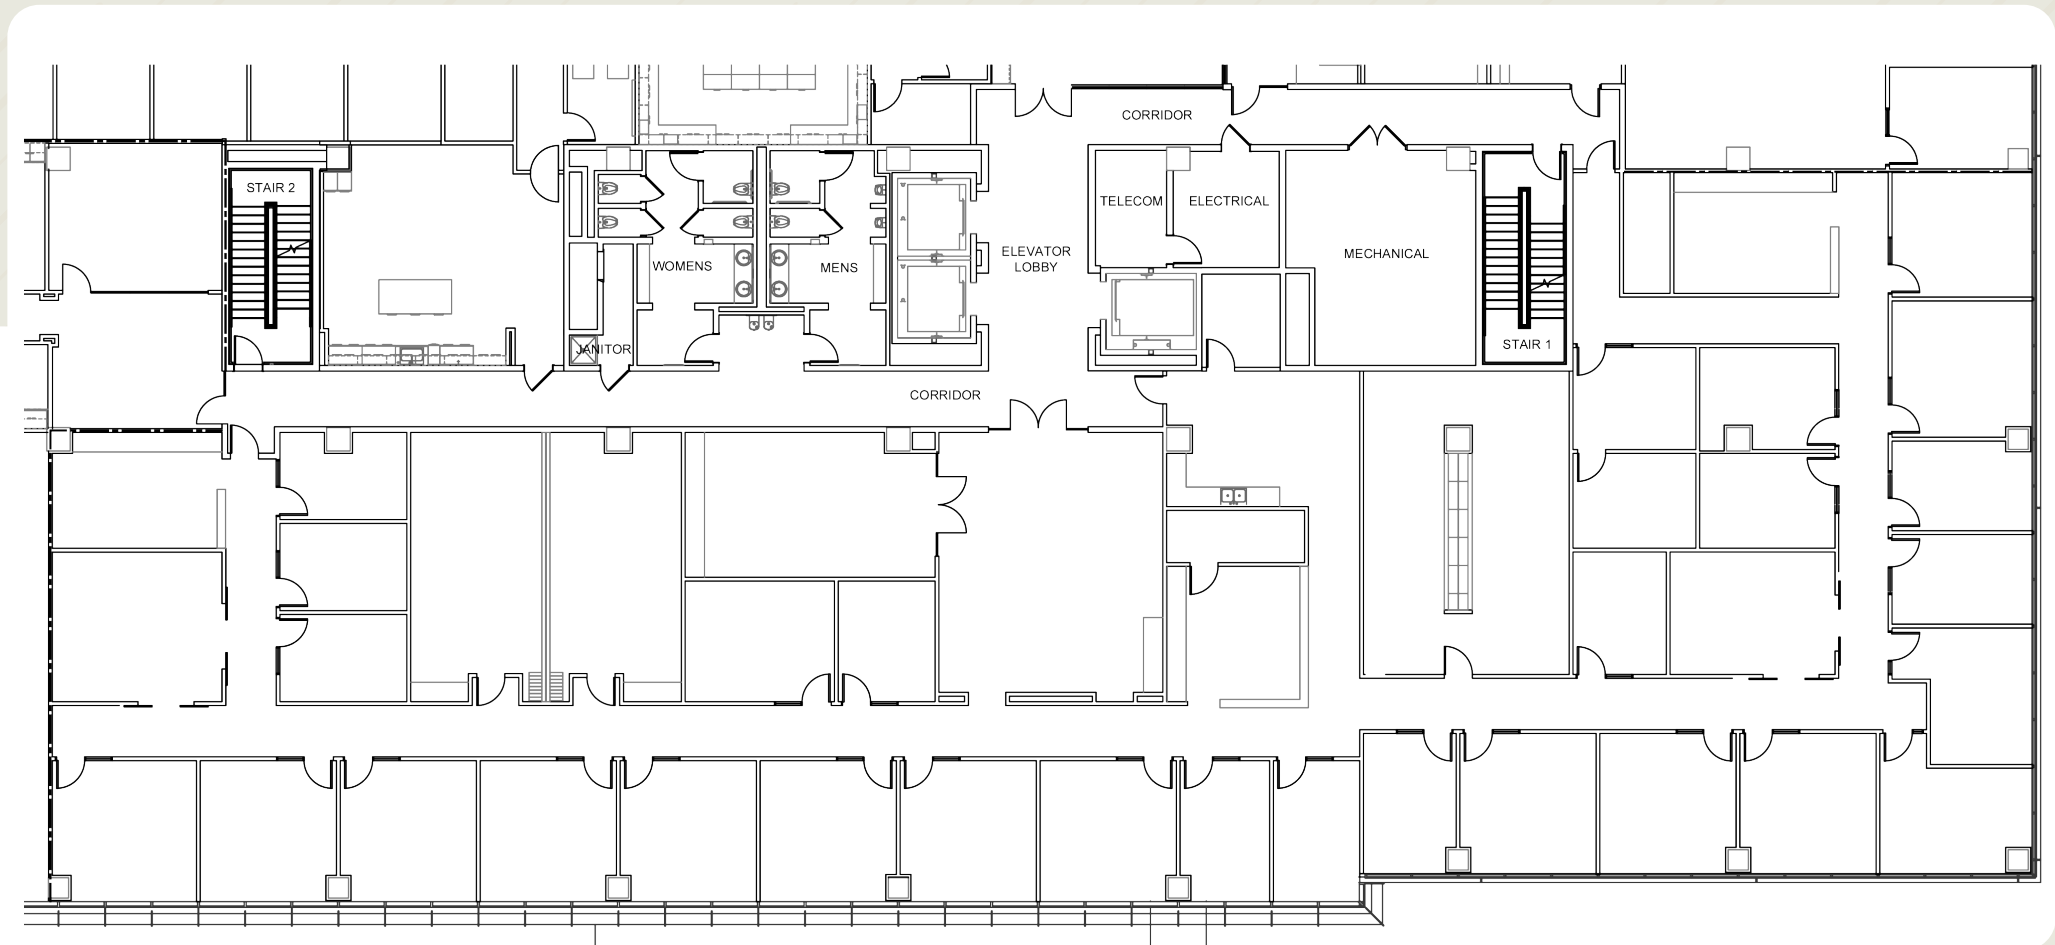 CORRIDOR
STAIR 2
TELECOM
ELECTRICAL
ELEVATOR
LOBBY
MECHANICAL
WOMENS
MENS
STAIR 1
JANITOR
CORRIDOR